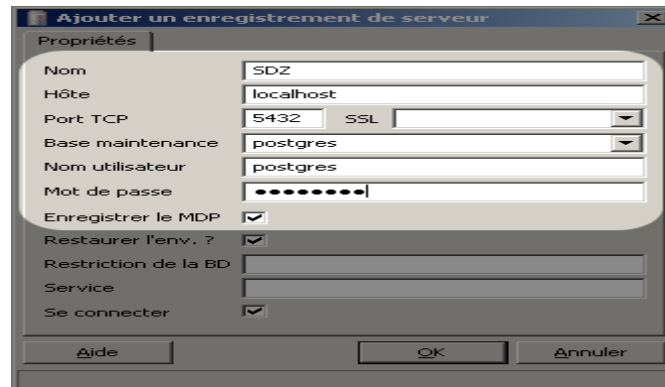 Ajouter un enregistrement de serveur
Propriétés
Nom SDZ
Hôte localhost
Port TCP 5432 SSL
Base maintenance postgres
Nom utilisateur postgres
Mot de passe ●●●●●●●●
Enregistrer le MDP
Restaurer l'env. ?
Restriction de la BD
Service
Se connecter
Aide OK Annuler